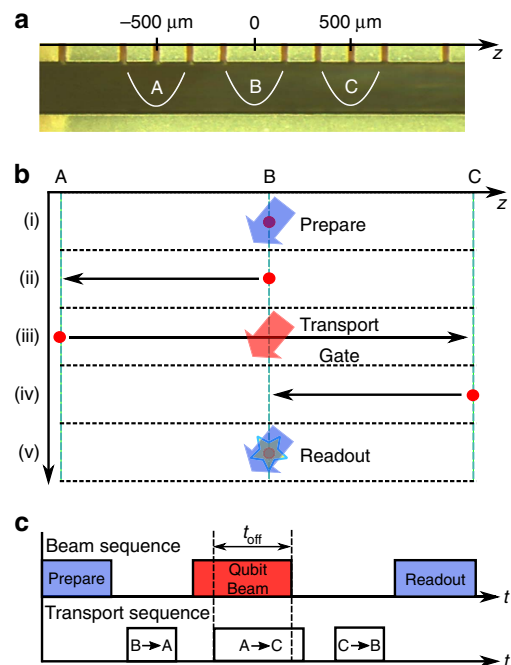 a
−500 μm 0 500 μm
z
A B C
b
A B C
z
(i) Prepare
(ii)
(iii) Transport
Gate
(iv)
(v) Readout
c
t_off
Beam sequence
Prepare Qubit Beam Readout t
Transport sequence
B→A A→C C→B t